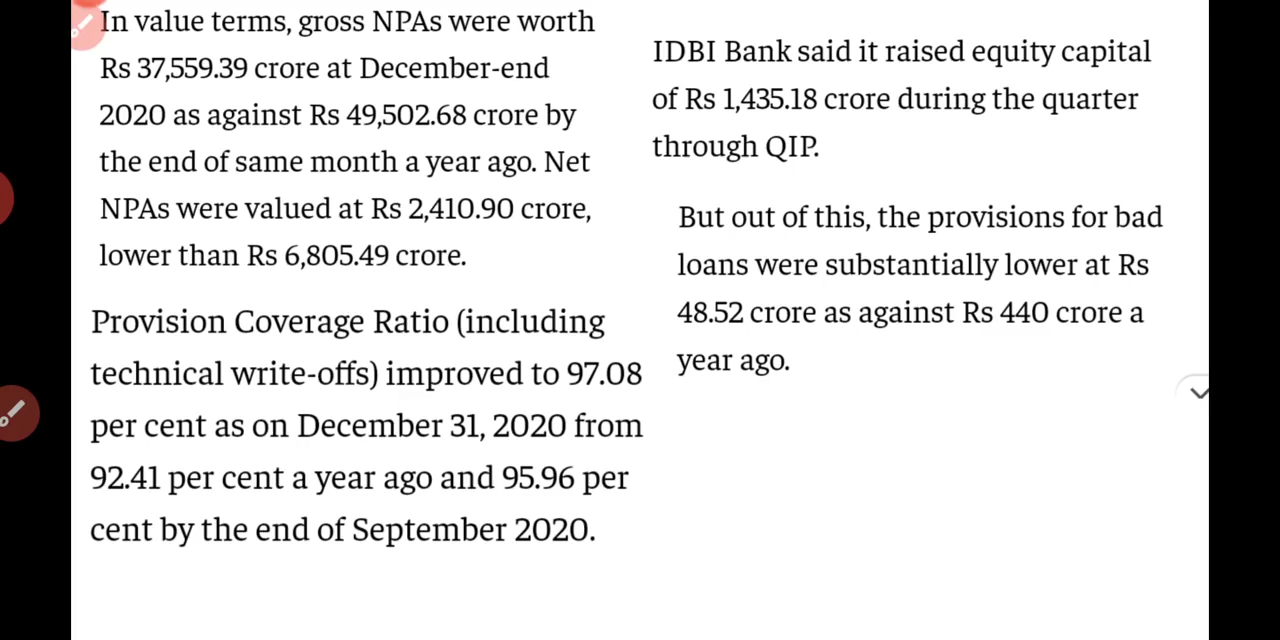 In value terms, gross NPAs were worth
Rs 37,559.39 crore at December-end
2020 as against Rs 49,502.68 crore by
the end of same month a year ago. Net
NPAs were valued at Rs 2,410.90 crore,
lower than Rs 6,805.49 crore.
Provision Coverage Ratio (including
technical write-offs) improved to 97.08
per cent as on December 31, 2020 from
92.41 per cent a year ago and 95.96 per
cent by the end of September 2020.
IDBI Bank said it raised equity capital
of Rs 1,435.18 crore during the quarter
through QIP.
But out of this, the provisions for bad
loans were substantially lower at Rs
48.52 crore as against Rs 440 crore a
year ago.